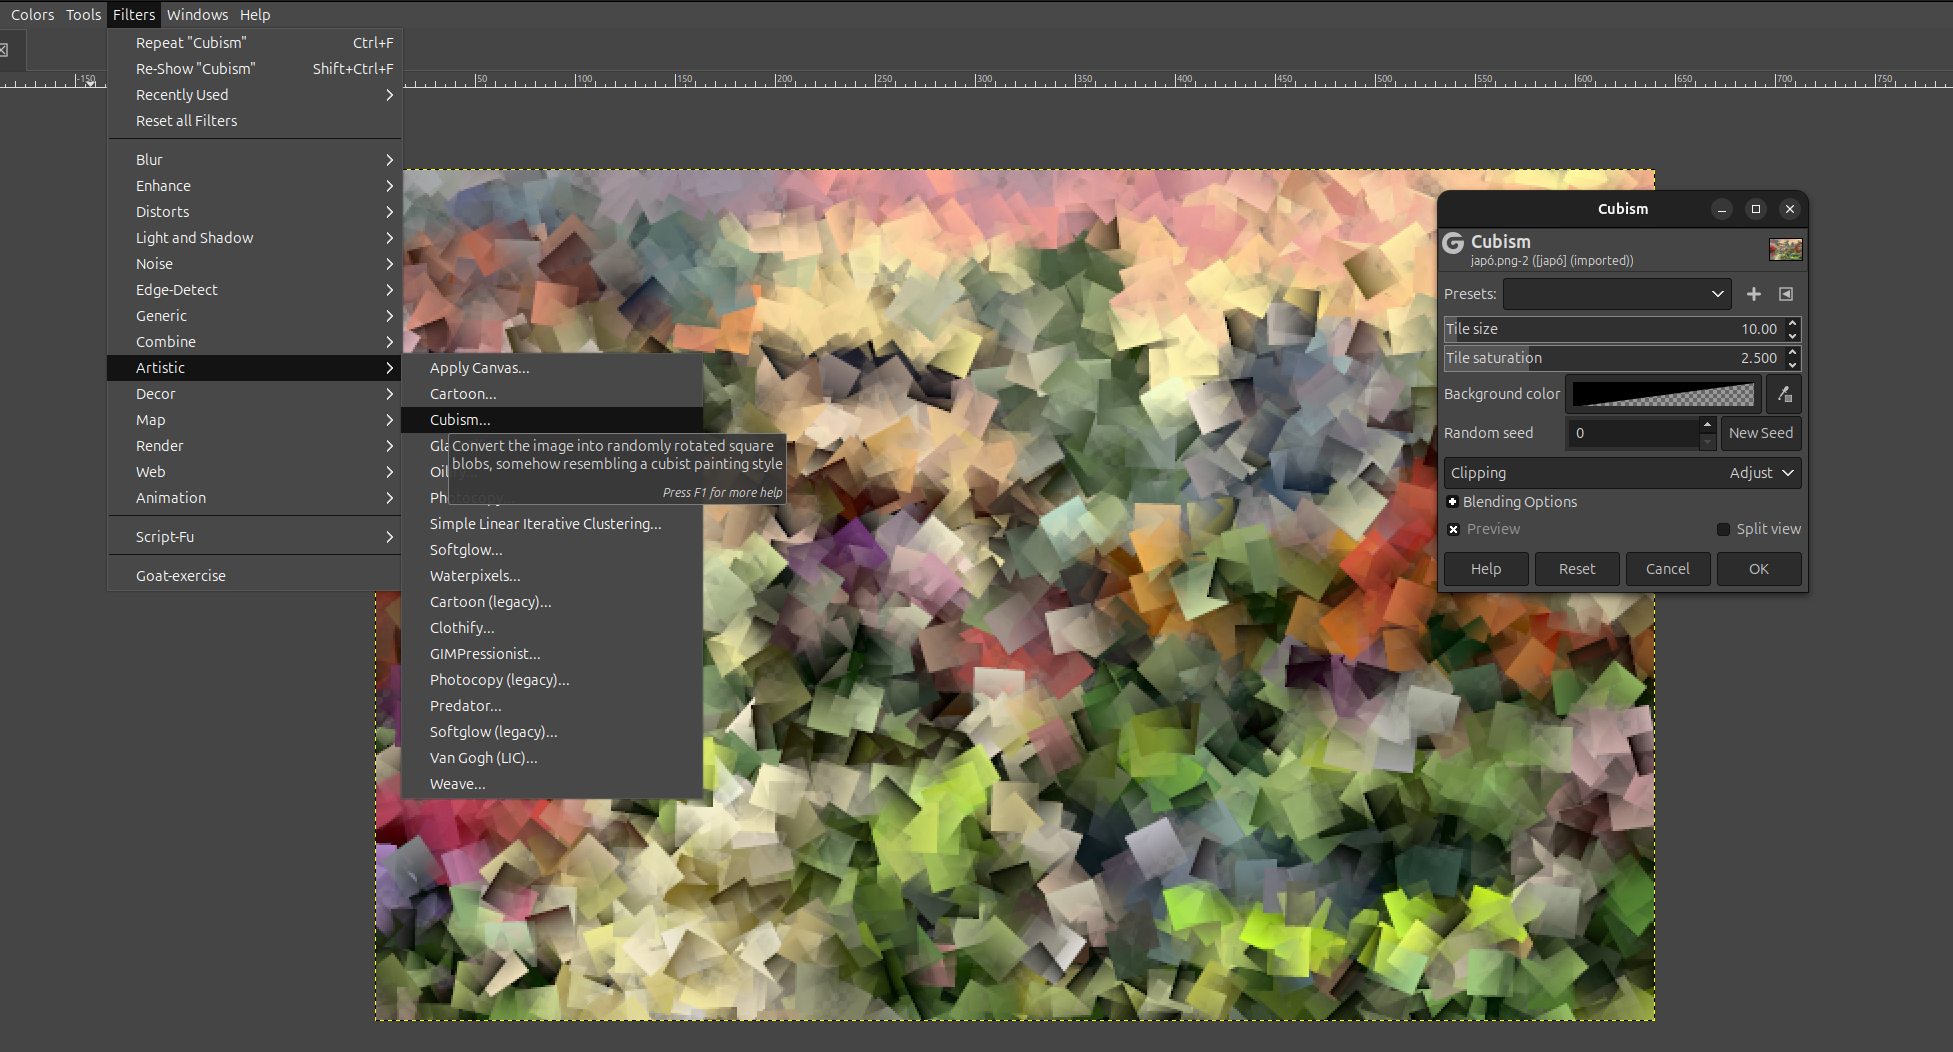 Colors Tools Filters Windows Help
Repeat "Cubism" Ctrl+F
Re-Show "Cubism" Shift+Ctrl+F
Recently Used
Reset all Filters
Blur
Enhance
Distorts
Light and Shadow
Noise
Edge-Detect
Generic
Combine
Artistic
Decor
Map
Render
Web
Animation
Script-Fu
Goat-exercise
-150 50 100 150 200 250 300 350 400 450 500 550 600 650 700 750
Apply Canvas...
Cartoon...
Cubism...
Gla
Oil
Photocopy...
Convert the image into randomly rotated square
blobs, somehow resembling a cubist painting style
Press F1 for more help
Simple Linear Iterative Clustering...
Softglow...
Waterpixels...
Cartoon (legacy)...
Clothify...
GIMPressionist...
Photocopy (legacy)...
Predator...
Softglow (legacy)...
Van Gogh (LIC)...
Weave...
Cubism
Cubism
japó.png-2 ([japó] (imported))
Presets:
Tile size 10.00
Tile saturation 2.500
Background color
Random seed 0 New Seed
Clipping Adjust
Blending Options
Preview Split view
Help Reset Cancel OK